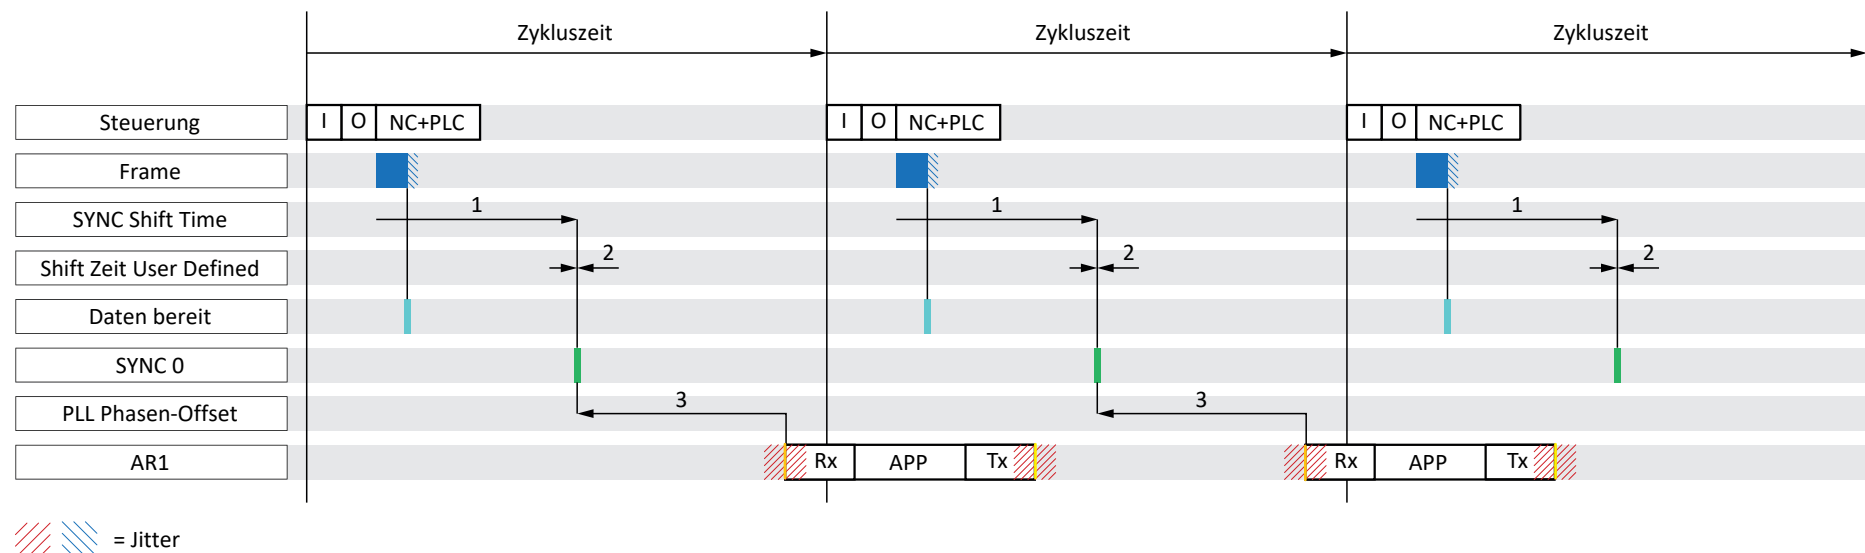 Zykluszeit Zykluszeit Zykluszeit
Steuerung I O NC+PLC I O NC+PLC I O NC+PLC
Frame
SYNC Shift Time 1 1 1
Shift Zeit User Defined 2 2 2
Daten bereit
SYNC 0
PLL Phasen-Offset 3 3
AR1 Rx APP Tx Rx APP Tx
= Jitter